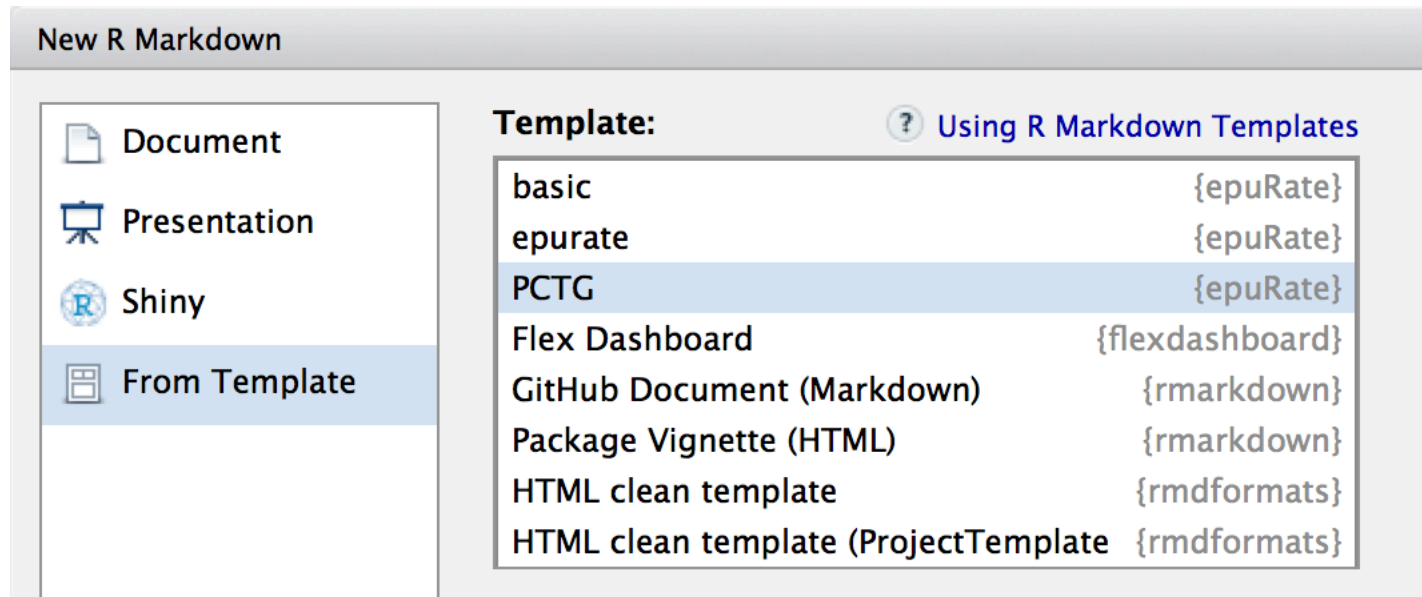 New R Markdown
Document
Presentation
Shiny
From Template
Template:
? Using R Markdown Templates
basic {epuRate}
epurate {epuRate}
PCTG {epuRate}
Flex Dashboard {flexdashboard}
GitHub Document (Markdown) {rmarkdown}
Package Vignette (HTML) {rmarkdown}
HTML clean template {rmdformats}
HTML clean template (ProjectTemplate {rmdformats}